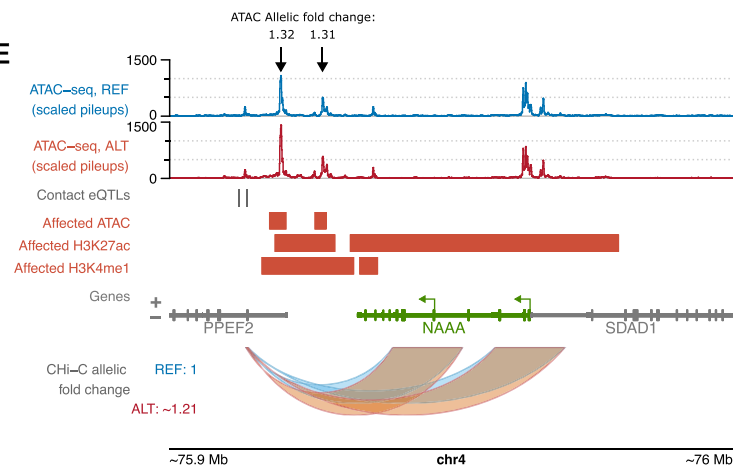 ATAC Allelic fold change:
1.32 1.31
E
1500
ATAC–seq, REF
(scaled pileups)
0
1500
ATAC–seq, ALT
(scaled pileups)
0
Contact eQTLs
Affected ATAC
Affected H3K27ac
Affected H3K4me1
Genes
+
–
PPEF2 NAAA SDAD1
CHi–C allelic
fold change
REF: 1
ALT: ~1.21
~75.9 Mb chr4 ~76 Mb